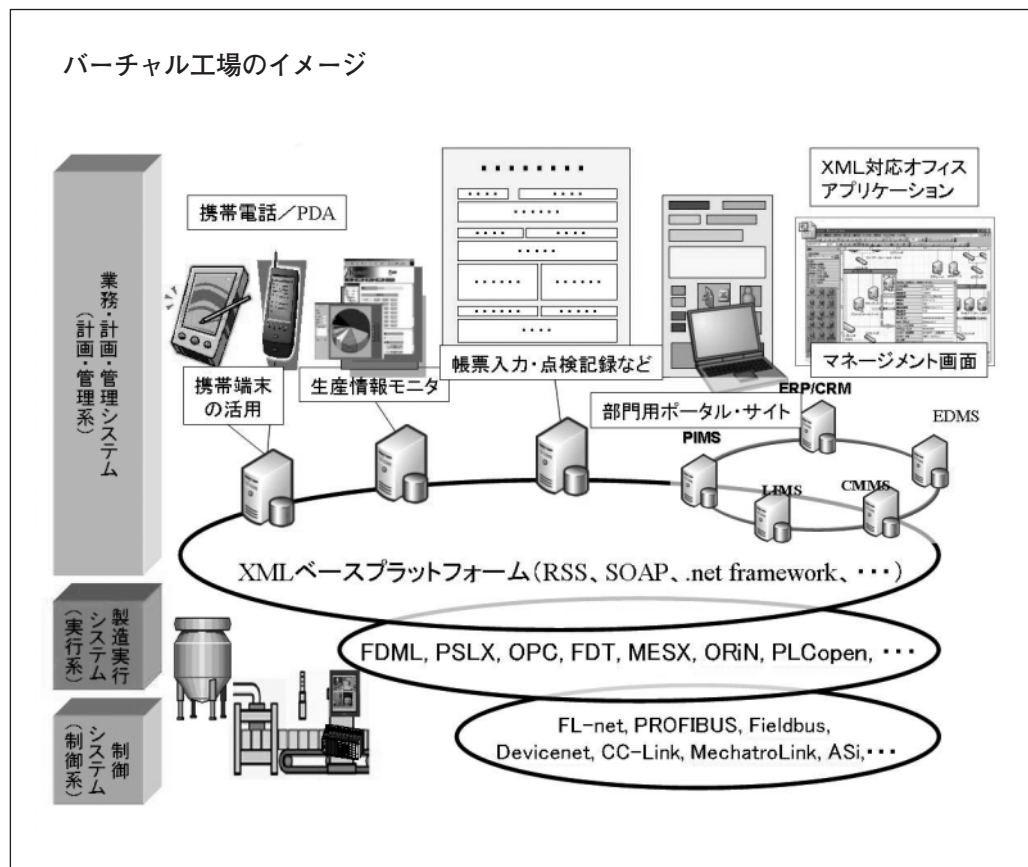 バーチャル工場のイメージ
XML対応オフィス
アプリケーション
携帯電話/PDA
業務・計画・管理システム
(計画・管理系)
帳票入力・点検記録など
マネージメント画面
携帯端末
の活用
生産情報モニタ
部門用ポータル・サイト
ERP/CRM
EDMS
PIMS
LIMS
CMMS
XMLベースプラットフォーム(RSS、SOAP、.net framework、・・・)
製造実行
システム
(実行系)
FDML, PSLX, OPC, FDT, MESX, ORiN, PLCopen, ・・・
制御
システム
(制御系)
FL-net, PROFIBUS, Fieldbus,
Devicenet, CC-Link, MechatroLink, ASi,・・・